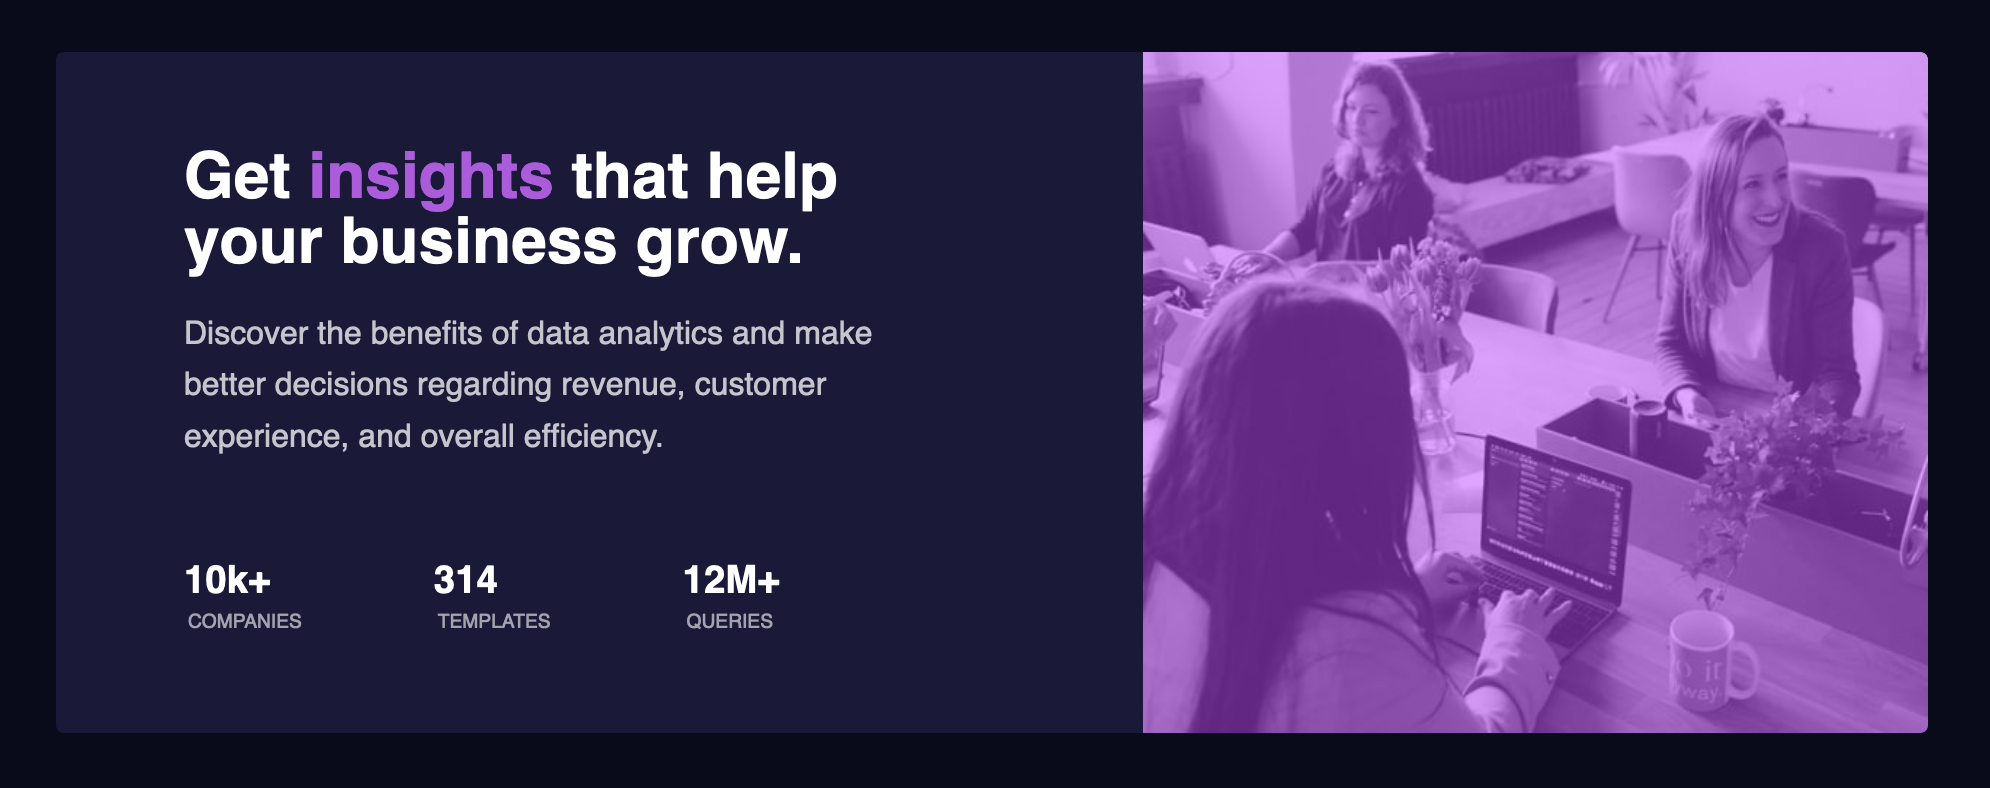 Get insights that help
your business grow.
Discover the benefits of data analytics and make
better decisions regarding revenue, customer
experience, and overall efficiency.
10k+ 314 12M+
COMPANIES TEMPLATES QUERIES